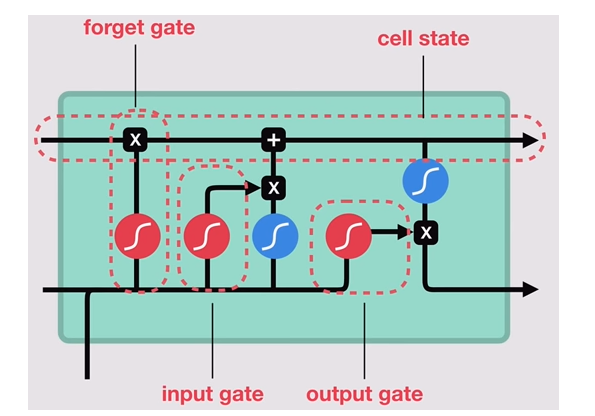 forget gate
cell state
X
+
X
X
input gate
output gate